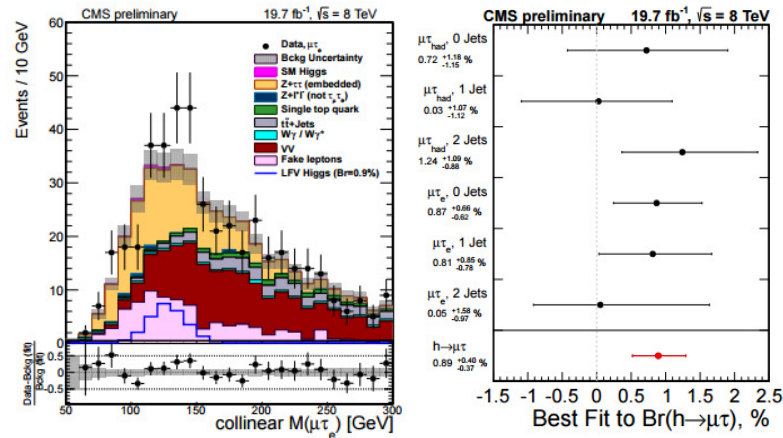 CMS preliminary 19.7 fb⁻¹, √s = 8 TeV
Events / 10 GeV
60
50
40
30
20
10
0
Data, μτₑ
Bckg Uncertainty
SM Higgs
Z+ττ (embedded)
Single top quark
tt̄+Jets
Wγ / Wγ*
VV
Fake leptons
LFV Higgs (Br=0.9%)
Data-Bckg (fit)
Bckg (fit)
0.5
0
-0.5
50 100 150 200 250 300
collinear M(μτₑ) [GeV]
CMS preliminary 19.7 fb⁻¹, √s = 8 TeV
μτ_had, 0 Jets
0.72 +1.18 -1.15 %
μτ_had, 1 Jet
0.03 +1.07 -1.12 %
μτ_had, 2 Jets
1.24 +1.09 -0.88 %
μτₑ, 0 Jets
0.87 +0.66 -0.62 %
μτₑ, 1 Jet
0.81 +0.85 -0.78 %
μτₑ, 2 Jets
0.05 +1.58 -0.97 %
h→μτ
0.89 +0.40 -0.37 %
-1.5 -1 -0.5 0 0.5 1 1.5 2 2.5
Best Fit to Br(h→μτ), %